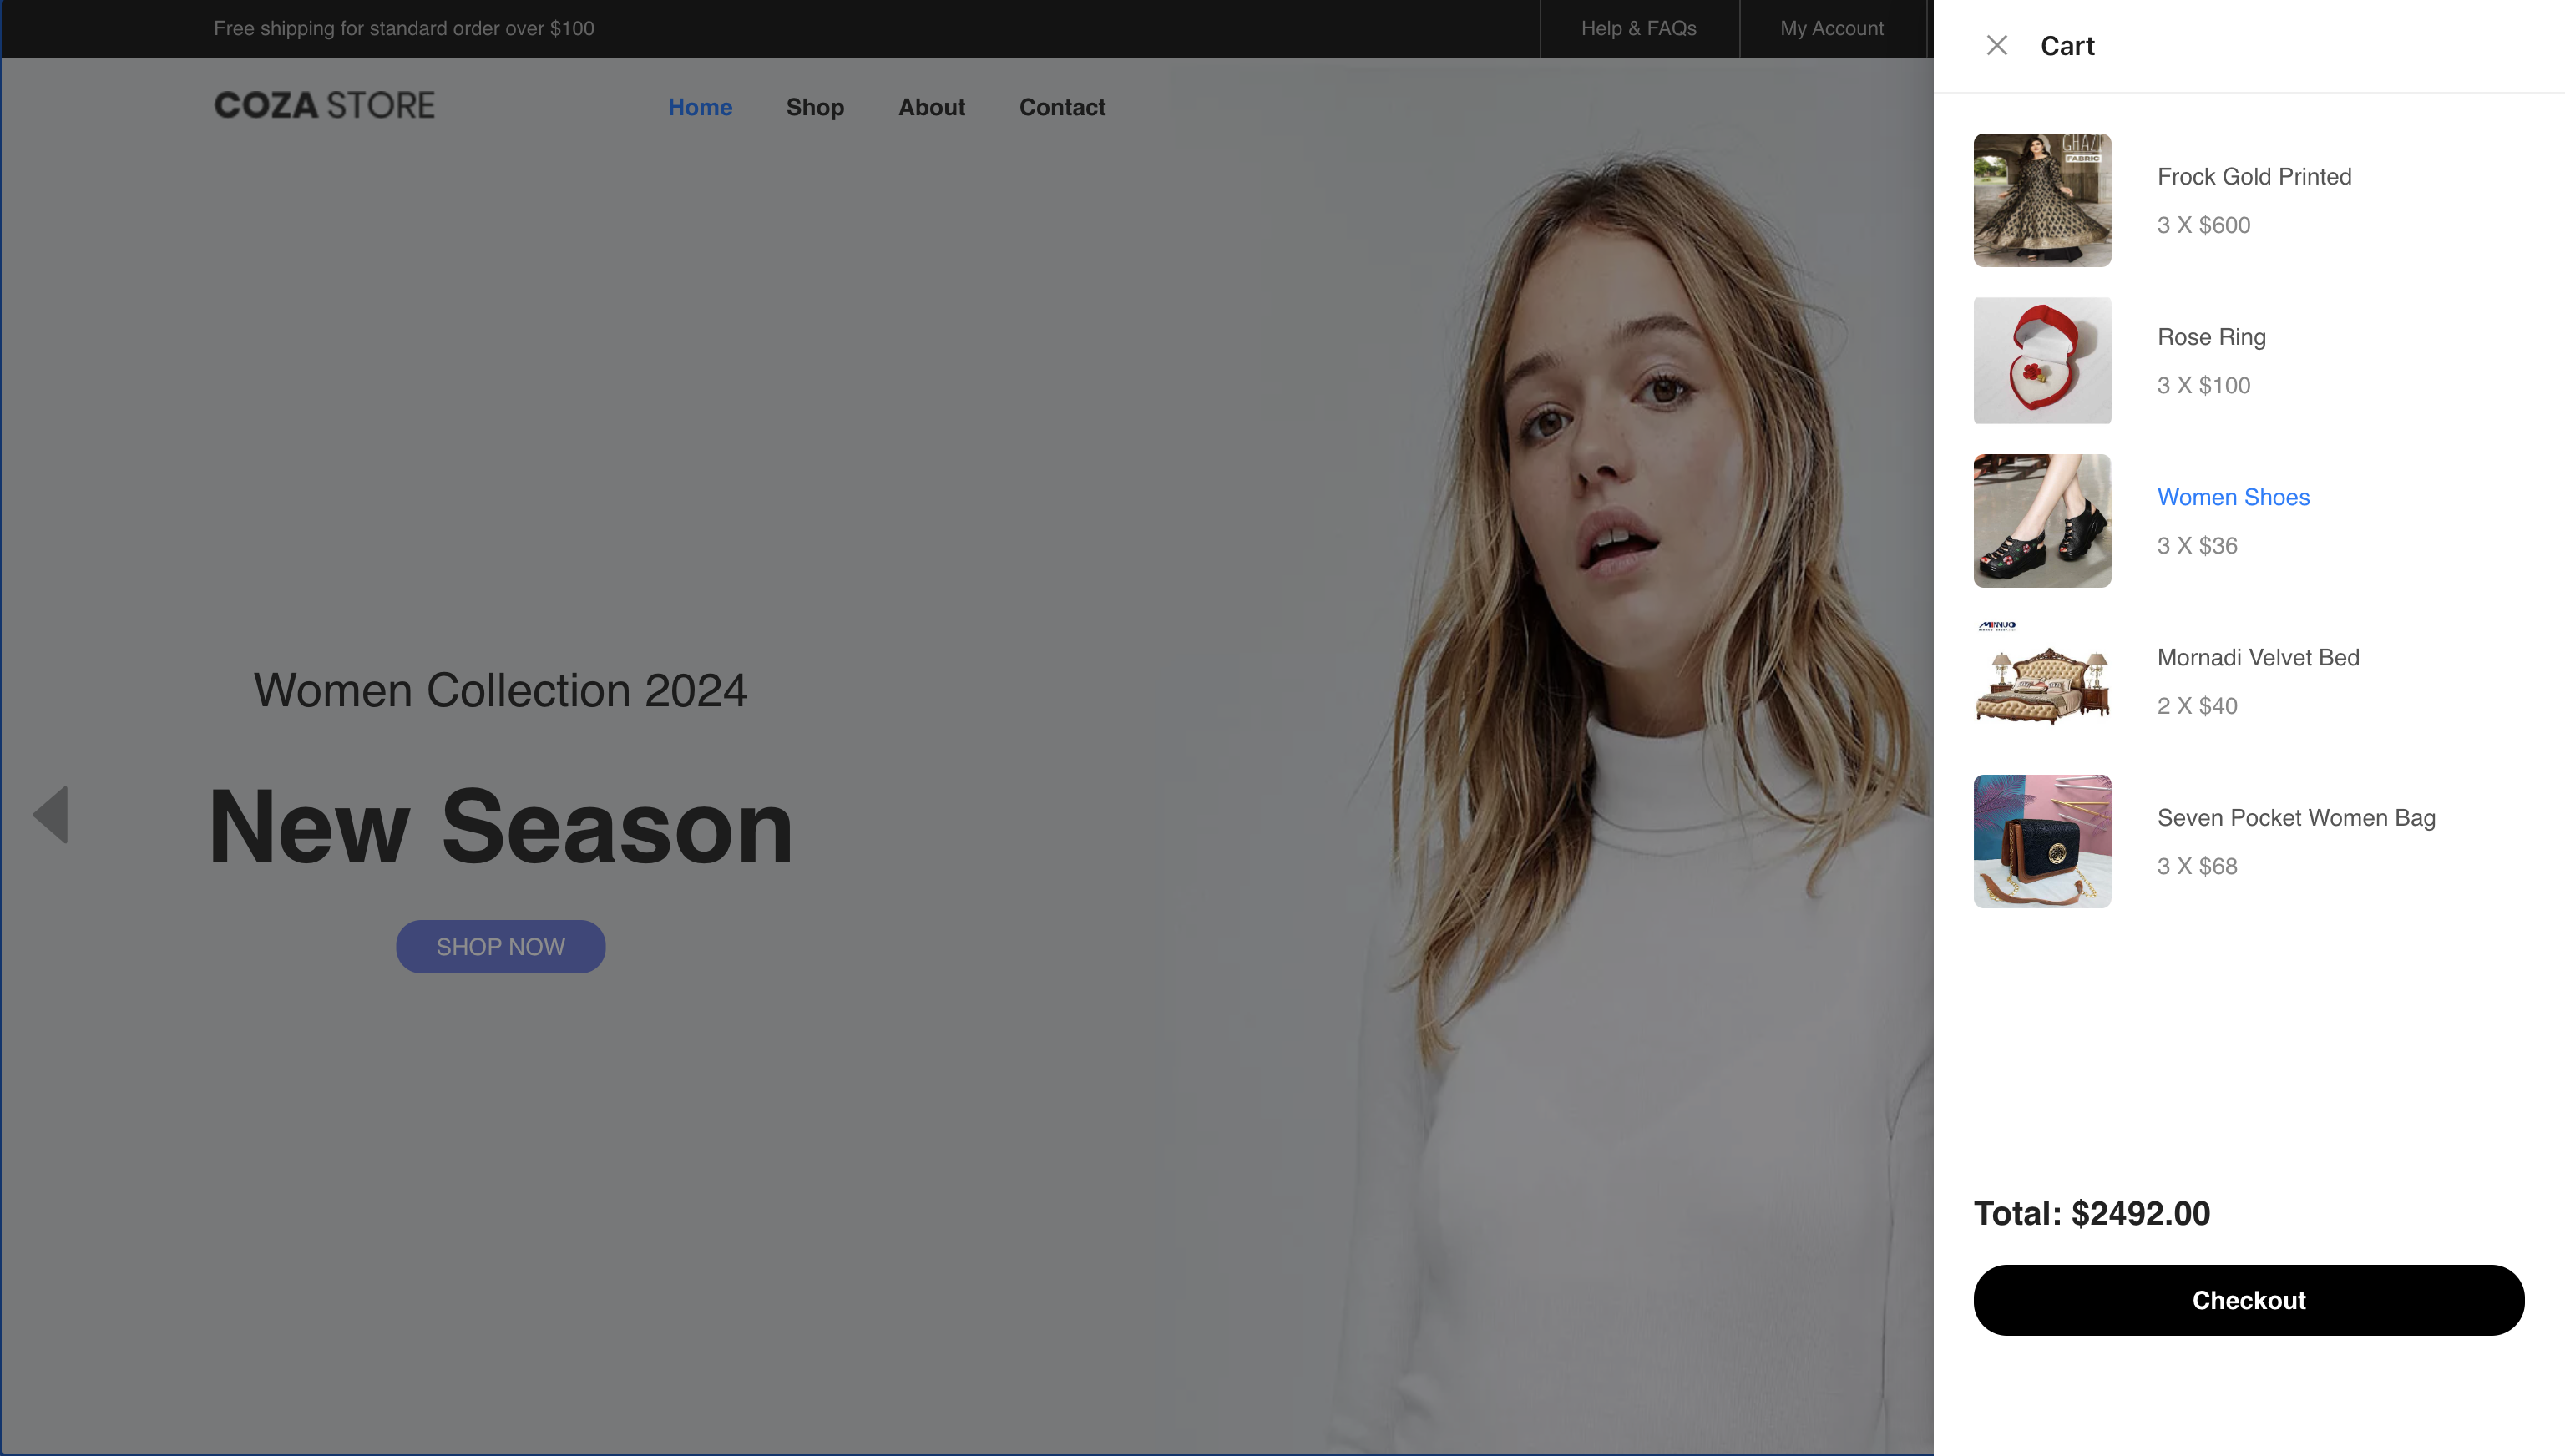 Free shipping for standard order over $100
Help & FAQs
My Account
COZA STORE
Home
Shop
About
Contact
Women Collection 2024
New Season
SHOP NOW
Cart
GHAZI
FABRIC
Frock Gold Printed
3 X $600
Rose Ring
3 X $100
Women Shoes
3 X $36
MINNUO
Mornadi Velvet Bed
2 X $40
Seven Pocket Women Bag
3 X $68
Total: $2492.00
Checkout